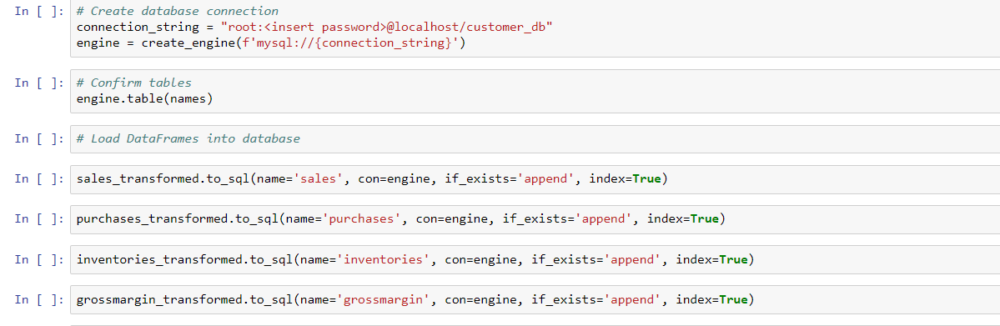 In [ ]: # Create database connection
connection_string = "root:<insert password>@localhost/customer_db"
engine = create_engine(f'mysql://{connection_string}')
In [ ]: # Confirm tables
engine.table(names)
In [ ]: # Load DataFrames into database
In [ ]: sales_transformed.to_sql(name='sales', con=engine, if_exists='append', index=True)
In [ ]: purchases_transformed.to_sql(name='purchases', con=engine, if_exists='append', index=True)
In [ ]: inventories_transformed.to_sql(name='inventories', con=engine, if_exists='append', index=True)
In [ ]: grossmargin_transformed.to_sql(name='grossmargin', con=engine, if_exists='append', index=True)